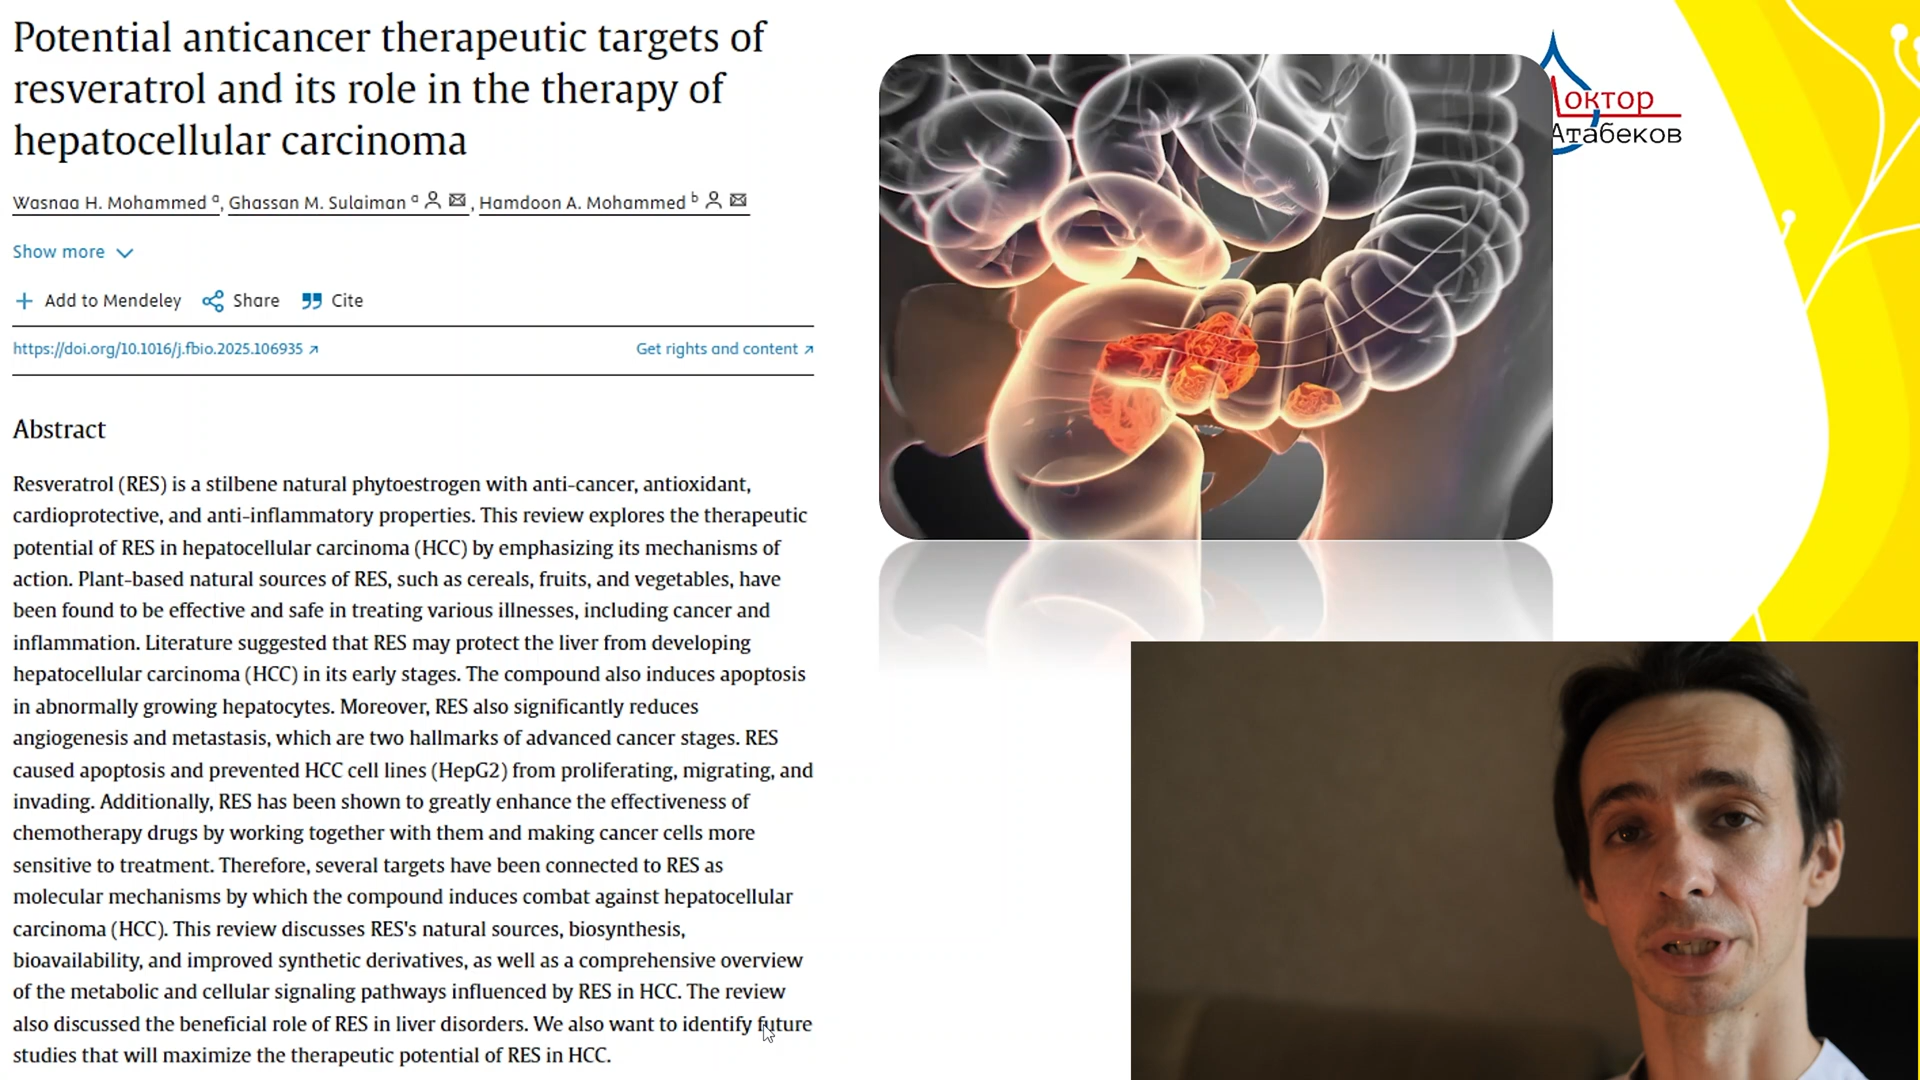 Potential anticancer therapeutic targets of
resveratrol and its role in the therapy of
hepatocellular carcinoma
Wasnaa H. Mohammed a, Ghassan M. Sulaiman a, Hamdoon A. Mohammed b
Show more
Add to Mendeley Share Cite
https://doi.org/10.1016/j.fbio.2025.106935 Get rights and content
Abstract
Resveratrol (RES) is a stilbene natural phytoestrogen with anti-cancer, antioxidant,
cardioprotective, and anti-inflammatory properties. This review explores the therapeutic
potential of RES in hepatocellular carcinoma (HCC) by emphasizing its mechanisms of
action. Plant-based natural sources of RES, such as cereals, fruits, and vegetables, have
been found to be effective and safe in treating various illnesses, including cancer and
inflammation. Literature suggested that RES may protect the liver from developing
hepatocellular carcinoma (HCC) in its early stages. The compound also induces apoptosis
in abnormally growing hepatocytes. Moreover, RES also significantly reduces
angiogenesis and metastasis, which are two hallmarks of advanced cancer stages. RES
caused apoptosis and prevented HCC cell lines (HepG2) from proliferating, migrating, and
invading. Additionally, RES has been shown to greatly enhance the effectiveness of
chemotherapy drugs by working together with them and making cancer cells more
sensitive to treatment. Therefore, several targets have been connected to RES as
molecular mechanisms by which the compound induces combat against hepatocellular
carcinoma (HCC). This review discusses RES's natural sources, biosynthesis,
bioavailability, and improved synthetic derivatives, as well as a comprehensive overview
of the metabolic and cellular signaling pathways influenced by RES in HCC. The review
also discussed the beneficial role of RES in liver disorders. We also want to identify future
studies that will maximize the therapeutic potential of RES in HCC.
Доктор
Атабеков